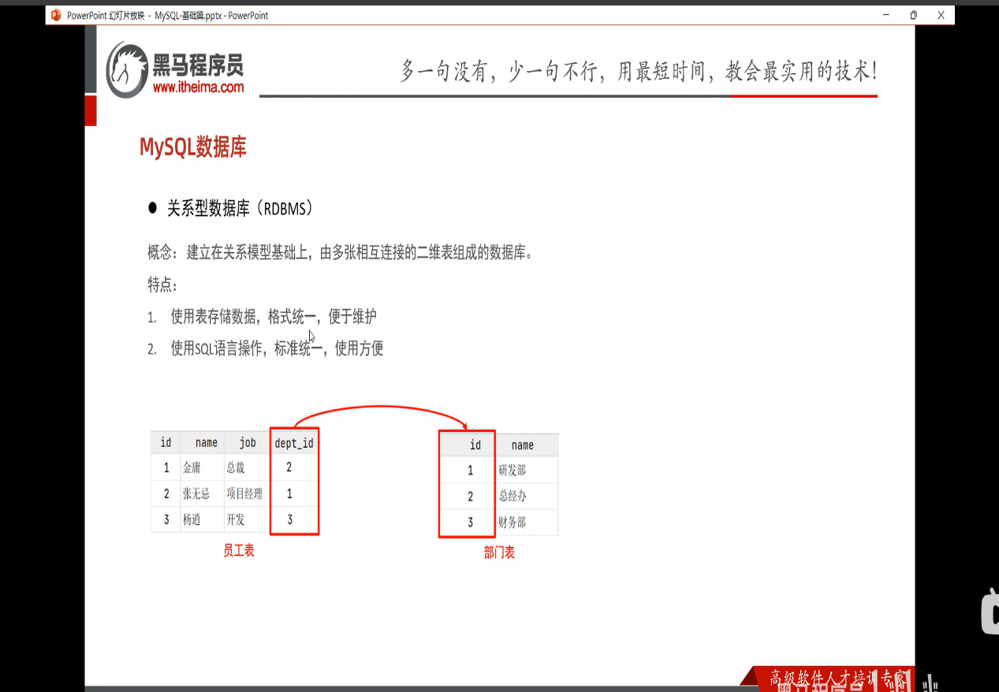 PowerPoint 幻灯片放映 - MySQL-基础篇.pptx - PowerPoint
黑马程序员
www.itheima.com
多一句没有，少一句不行，用最短时间，教会最实用的技术！
MySQL数据库
● 关系型数据库（RDBMS）
概念： 建立在关系模型基础上，由多张相互连接的二维表组成的数据库。
特点：
1. 使用表存储数据，格式统一，便于维护
2. 使用SQL语言操作，标准统一，使用方便
id name job dept_id
1 金庸 总裁 2
2 张无忌 项目经理 1
3 杨逍 开发 3
员工表
id name
1 研发部
2 总经办
3 财务部
部门表
高级软件人才培训专家